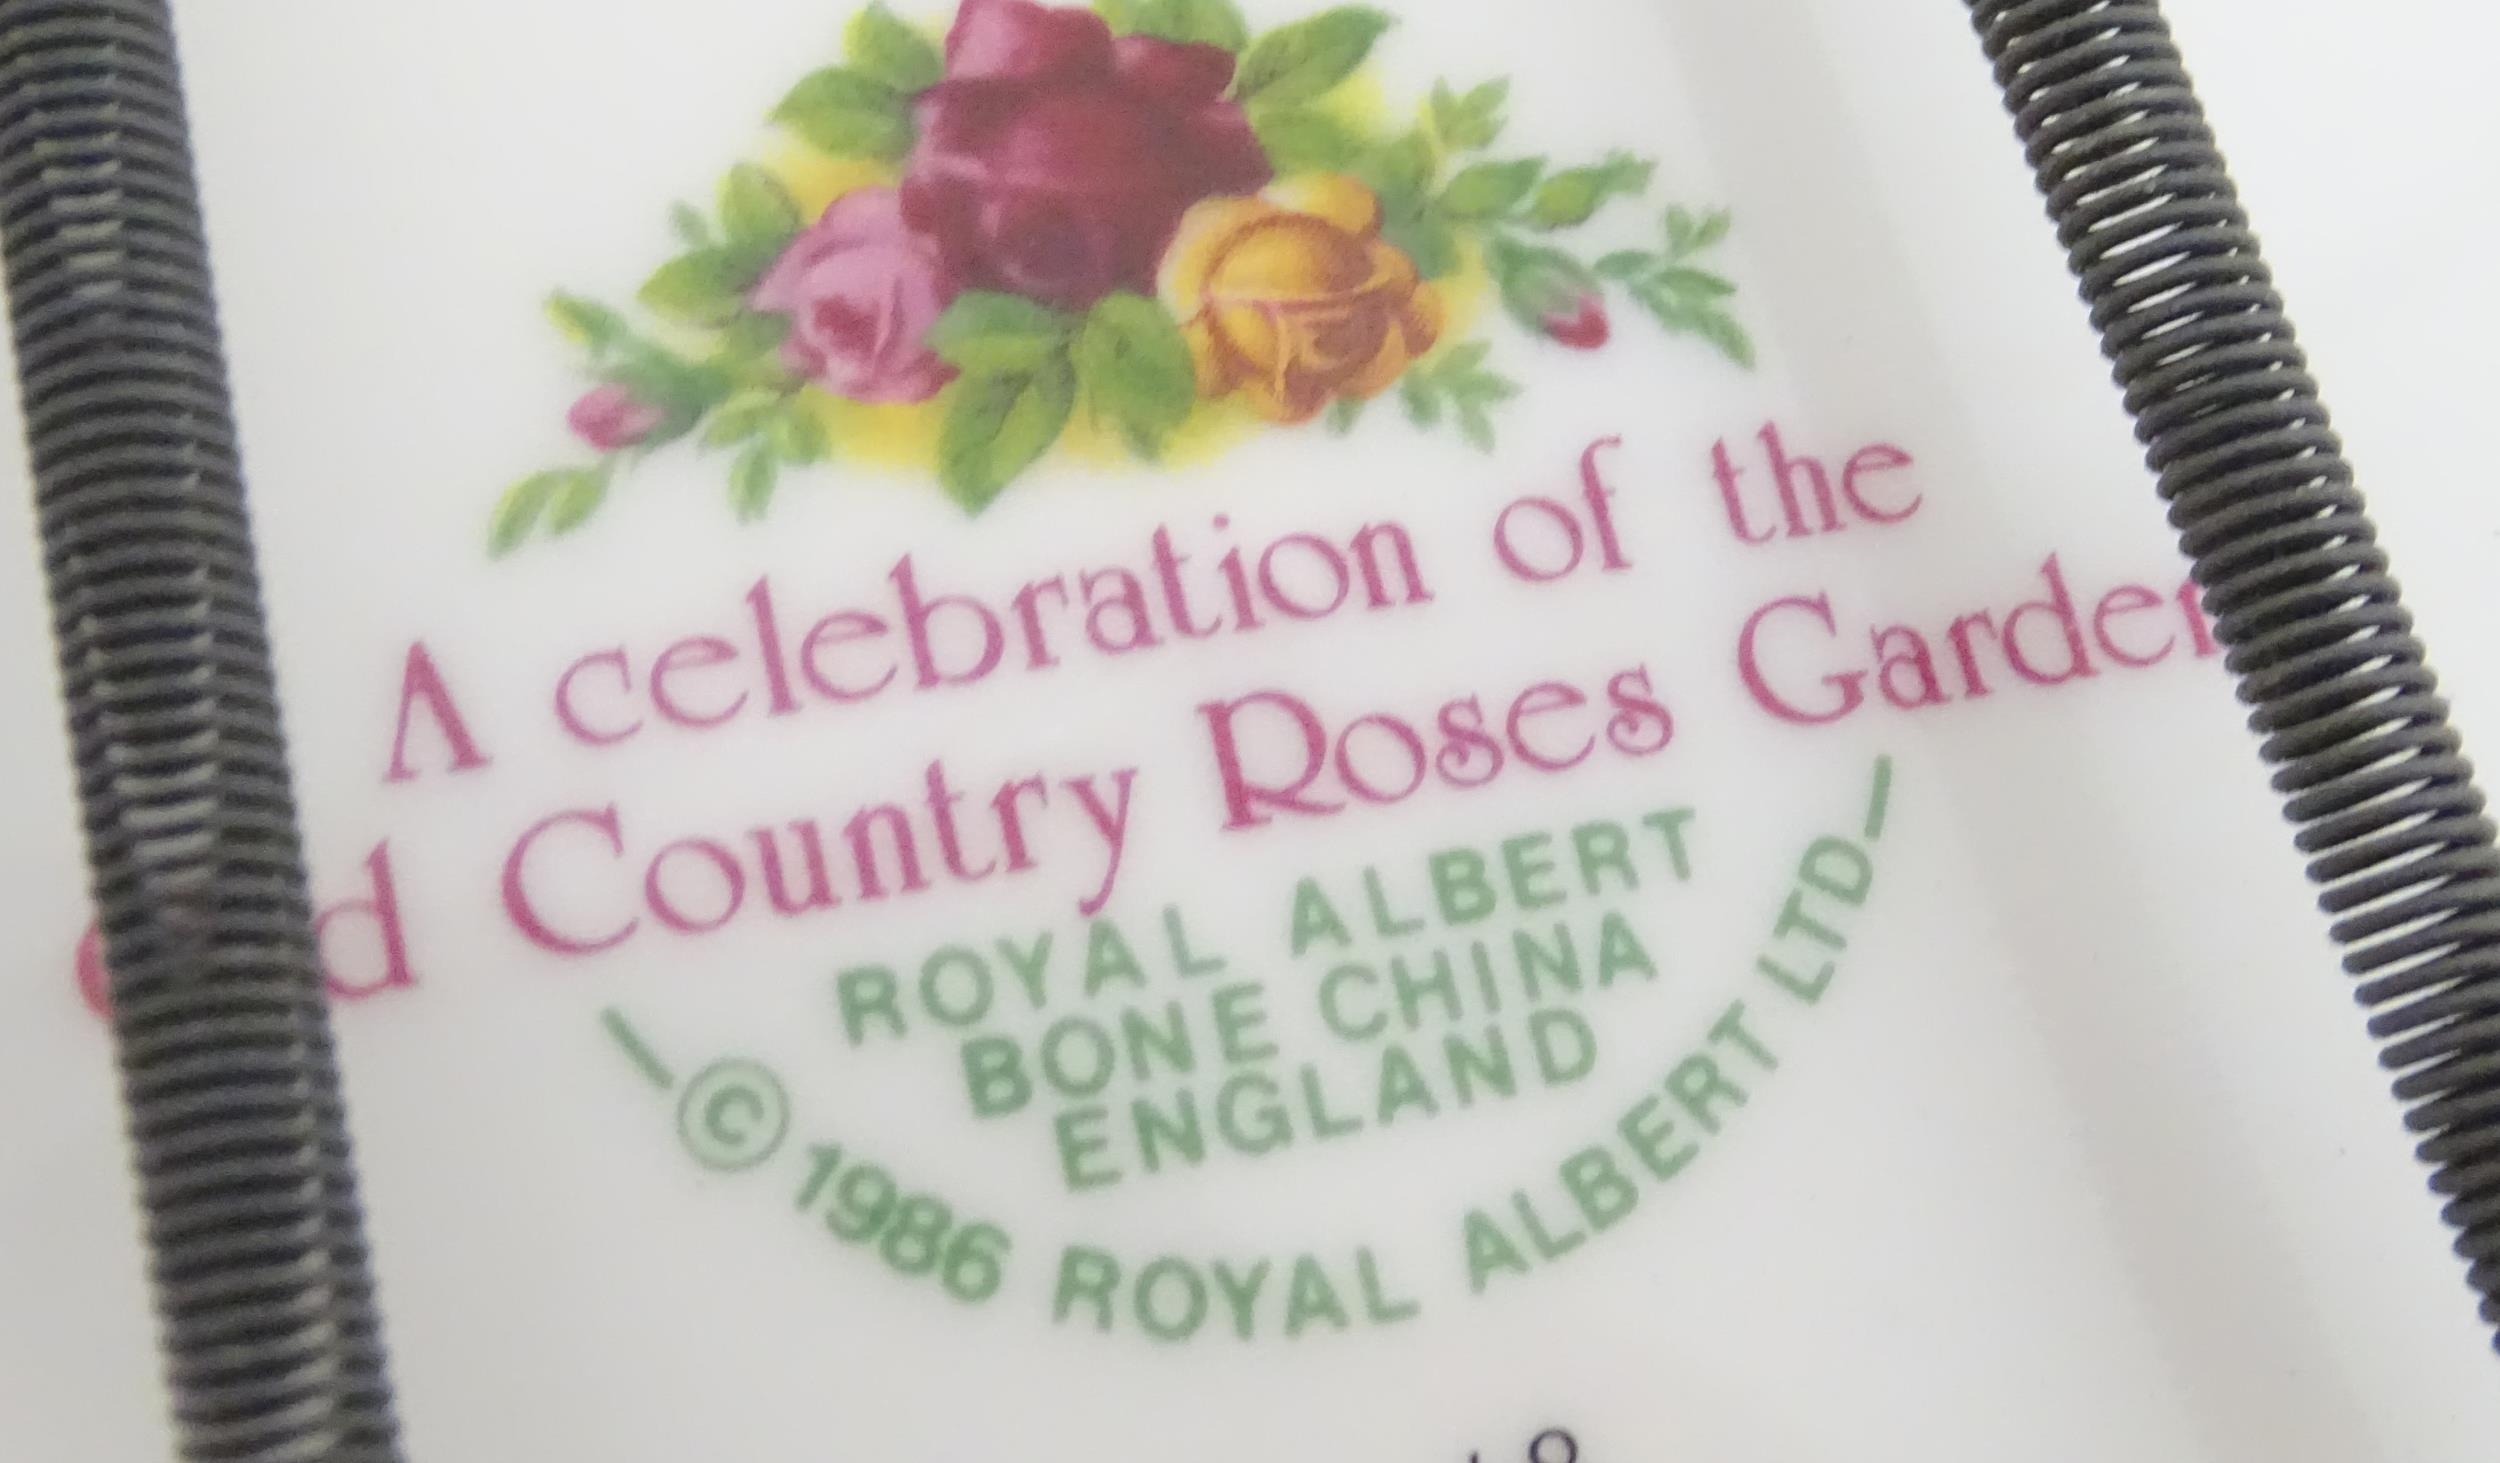 A celebration of the
Country Roses Garden
ROYAL ALBERT
BONE CHINA
ENGLAND
© 1986 ROYAL ALBERT LTD